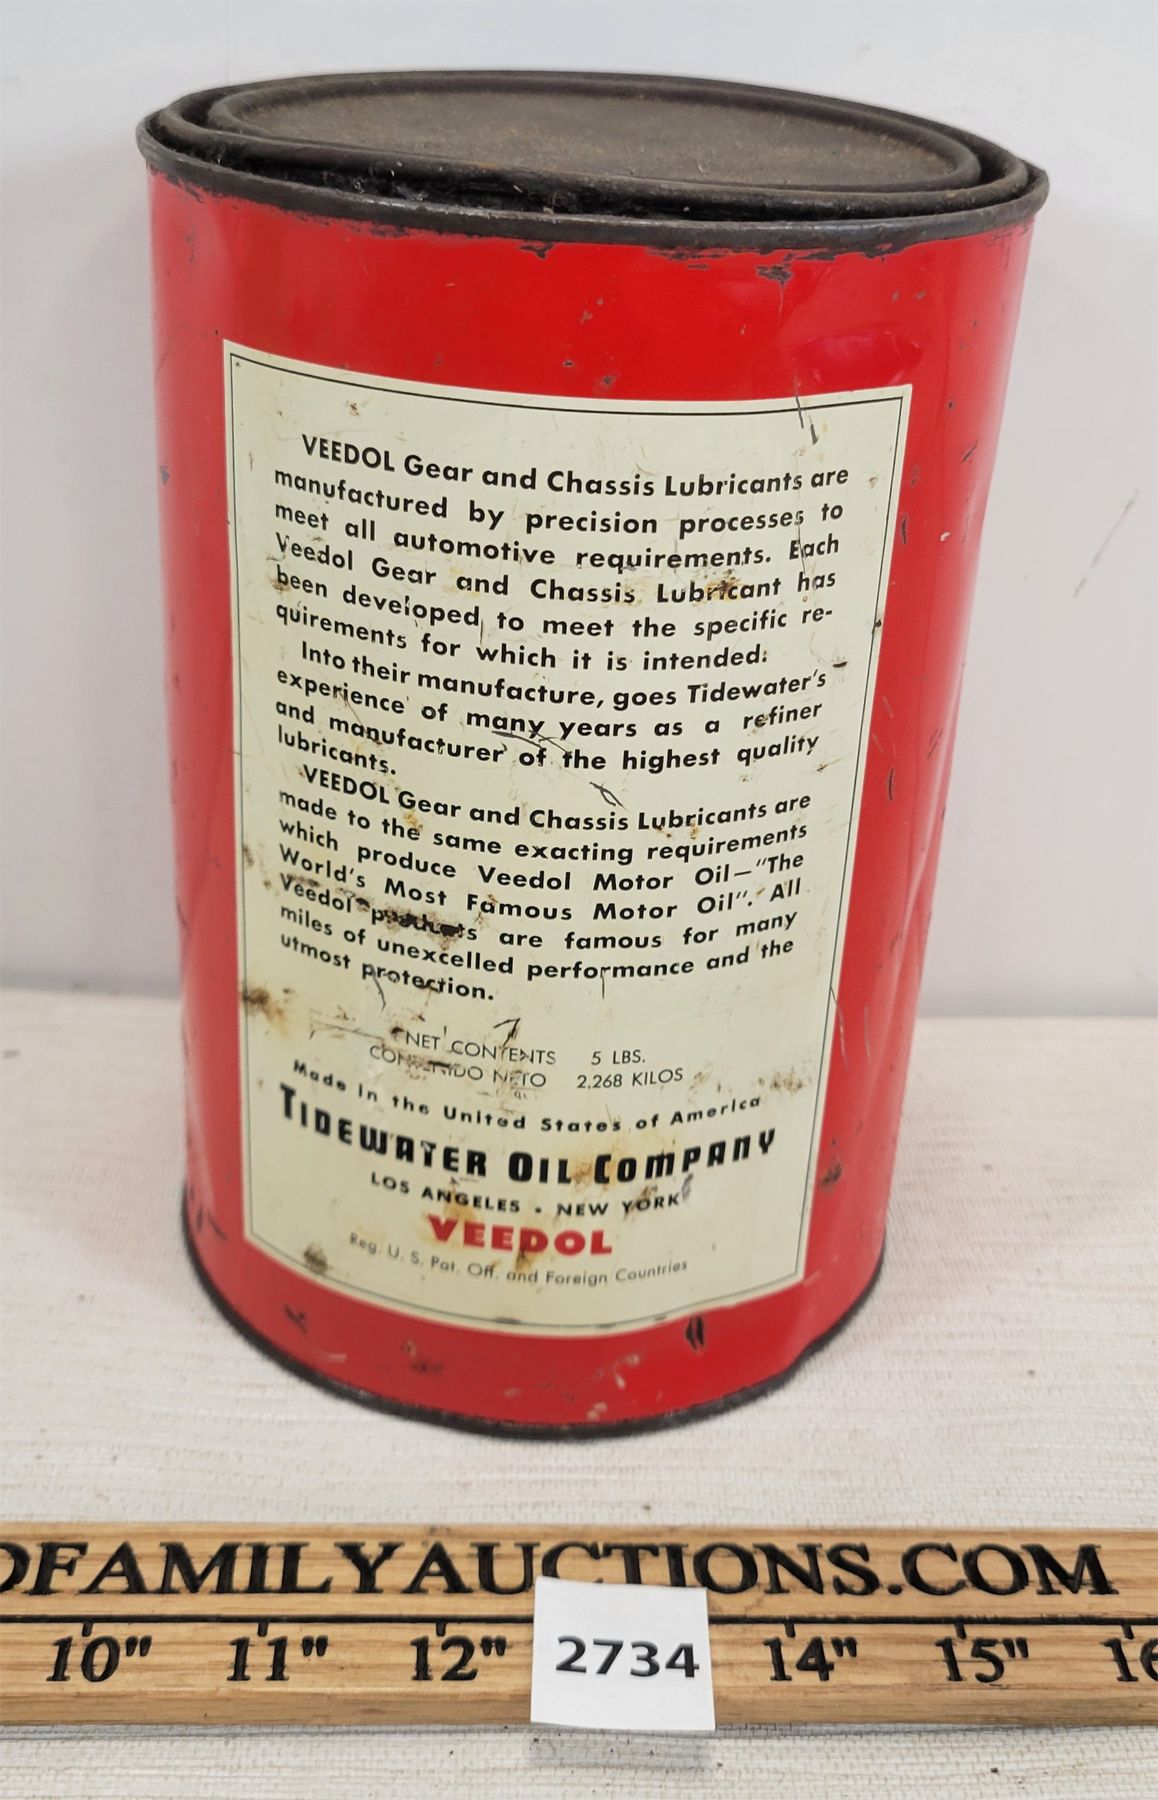 VEEDOL Gear and Chassis Lubricants are
manufactured by precision processes to
meet all automotive requirements. Each
Veedol Gear and Chassis Lubricant has
been developed to meet the specific re-
quirements for which it is intended.
Into their manufacture, goes Tidewater's
experience of many years as a refiner
and manufacturer of the highest quality
lubricants.
VEEDOL Gear and Chassis Lubricants are
made to the same exacting requirements
which produce Veedol Motor Oil—"The
World's Most Famous Motor Oil". All
Veedol products are famous for many
miles of unexcelled performance and the
utmost protection.
NET CONTENTS 5 LBS.
CONTENIDO NETO 2.268 KILOS
Made in the United States of America
TIDEWATER OIL COMPANY
LOS ANGELES • NEW YORK
VEEDOL
Reg. U. S. Pat. Off. and Foreign Countries
FAMILYAUCTIONS.COM
10" 11" 12" 2734 14" 15" 16